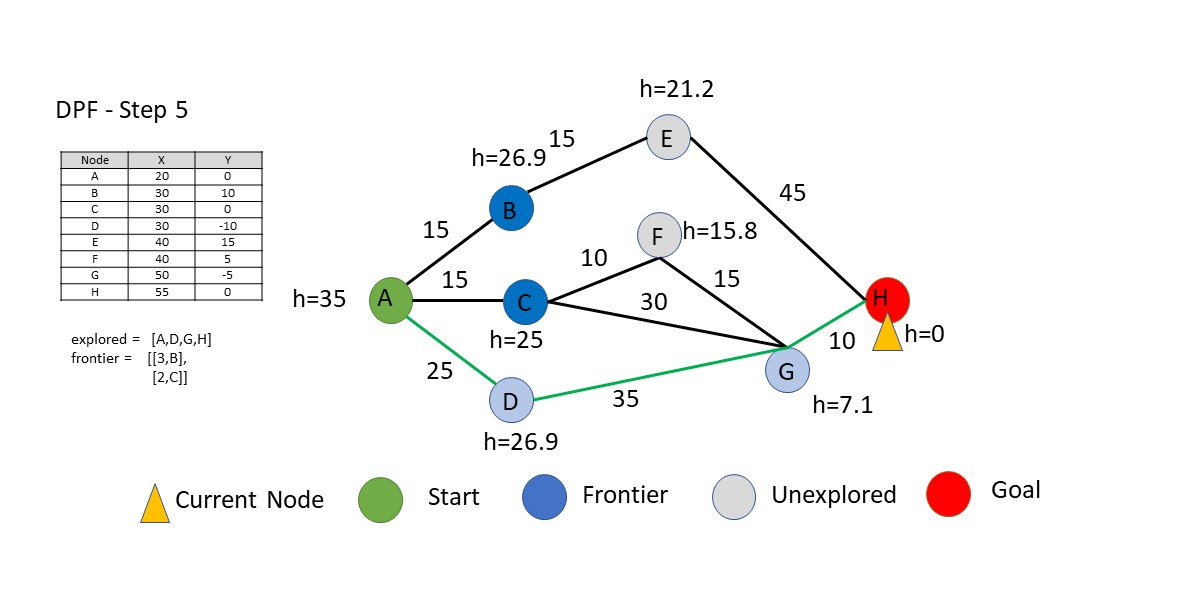 DPF - Step 5
Node X Y
A 20 0
B 30 10
C 30 0
D 30 -10
E 40 15
F 40 5
G 50 -5
H 55 0
explored = [A,D,G,H]
frontier = [[3,B],
[2,C]]
h=21.2
E
15
h=26.9
B
45
15
F
h=15.8
10
15
15
30
h=35
A
C
H
h=0
h=25
10
25
G
D
35
h=7.1
h=26.9
Current Node
Start
Frontier
Unexplored
Goal